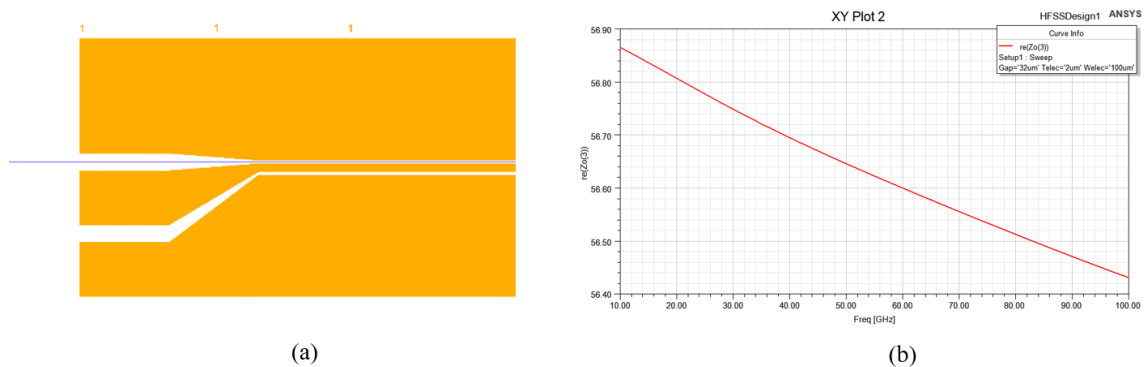 1 1 1
XY Plot 2
HFSSDesign1 ANSYS
Curve Info
re(Zo(3))
Setup1 : Sweep
Gap='32um' Telec='2um' Welec='100um'
56.90
56.80
56.70
56.60
56.50
56.40
re(Zo(3))
10.00 20.00 30.00 40.00 50.00 60.00 70.00 80.00 90.00 100.00
Freq [GHz]
(a)
(b)